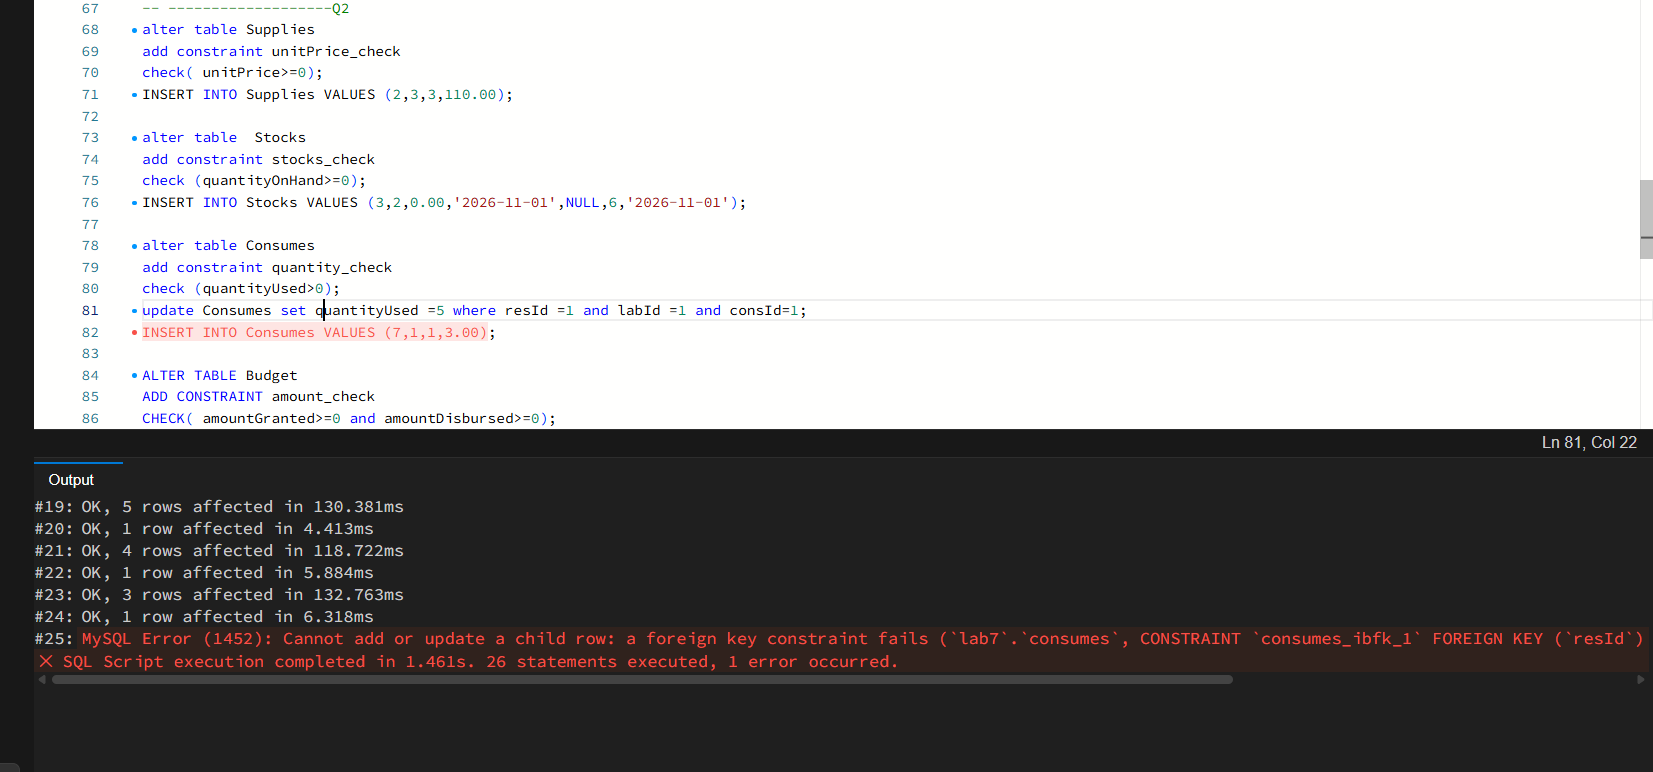 67 -- -------------------Q2
68 alter table Supplies
69 add constraint unitPrice_check
70 check( unitPrice>=0);
71 INSERT INTO Supplies VALUES (2,3,3,110.00);
72
73 alter table  Stocks
74 add constraint stocks_check
75 check (quantityOnHand>=0);
76 INSERT INTO Stocks VALUES (3,2,0.00,'2026-11-01',NULL,6,'2026-11-01');
77
78 alter table Consumes
79 add constraint quantity_check
80 check (quantityUsed>0);
81 update Consumes set quantityUsed =5 where resId =1 and labId =1 and consId=1;
82 INSERT INTO Consumes VALUES (7,1,1,3.00);
83
84 ALTER TABLE Budget
85 ADD CONSTRAINT amount_check
86 CHECK( amountGranted>=0 and amountDisbursed>=0);
Ln 81, Col 22
Output
#19: OK, 5 rows affected in 130.381ms
#20: OK, 1 row affected in 4.413ms
#21: OK, 4 rows affected in 118.722ms
#22: OK, 1 row affected in 5.884ms
#23: OK, 3 rows affected in 132.763ms
#24: OK, 1 row affected in 6.318ms
#25: MySQL Error (1452): Cannot add or update a child row: a foreign key constraint fails (`lab7`.`consumes`, CONSTRAINT `consumes_ibfk_1` FOREIGN KEY (`resId`)
SQL Script execution completed in 1.461s. 26 statements executed, 1 error occurred.